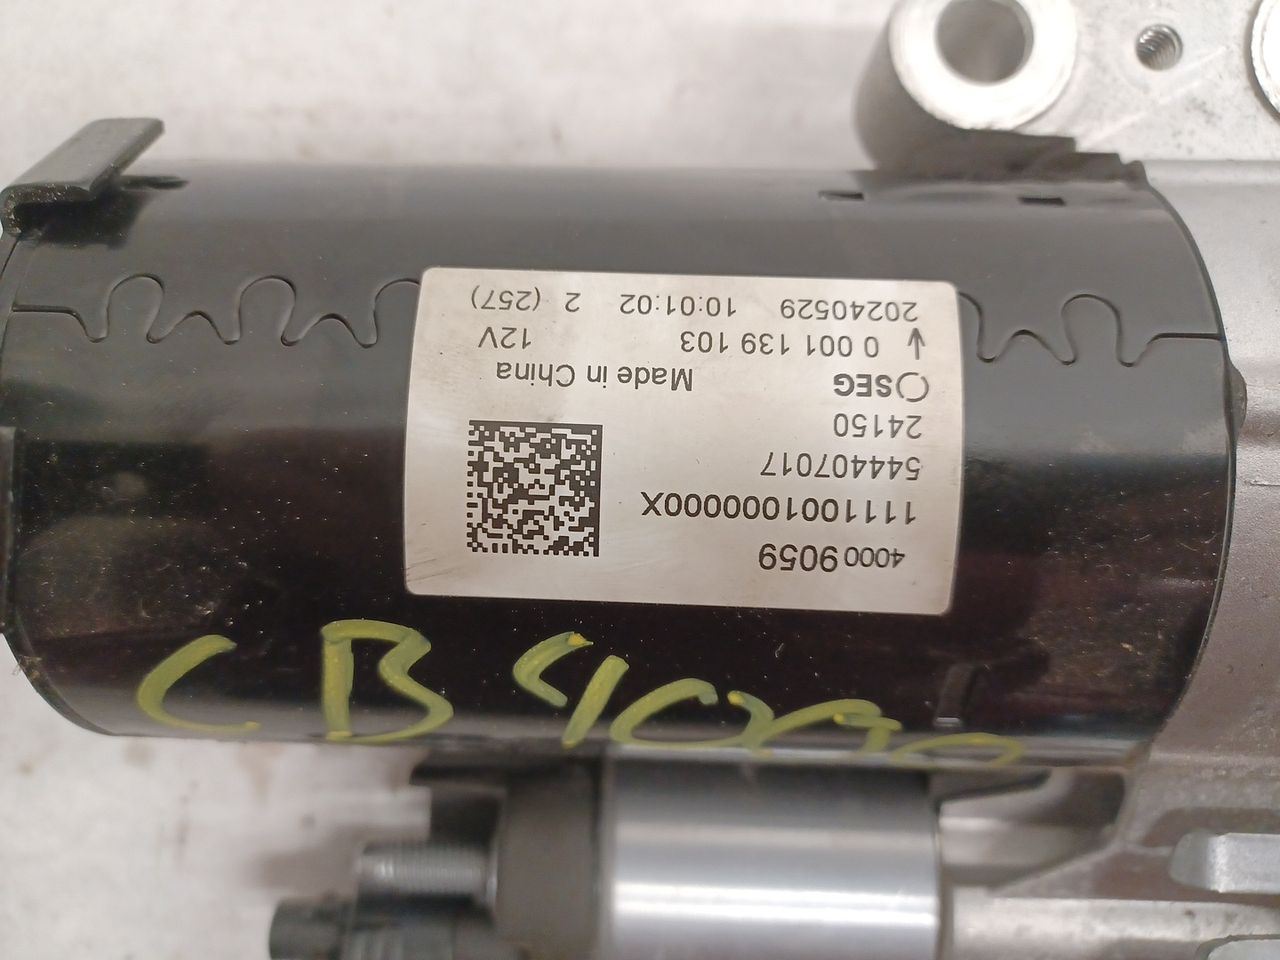 4000 9059
1111001000000X
544407017
24150
SEG Made in China
↓ 0 001 139 103 12V
20240529 10:01:02 2 (257)
CB 4000